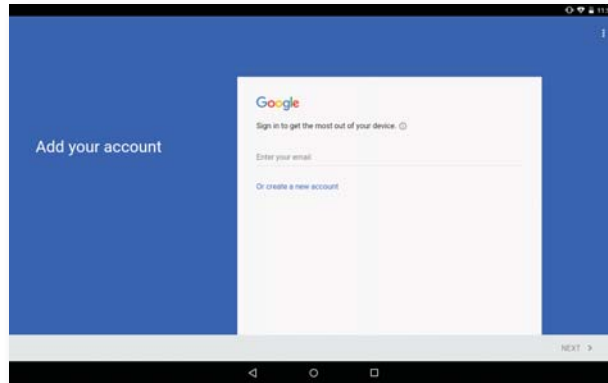 Add your account
Google
Sign in to get the most out of your device.
Enter your email
Or create a new account
NEXT